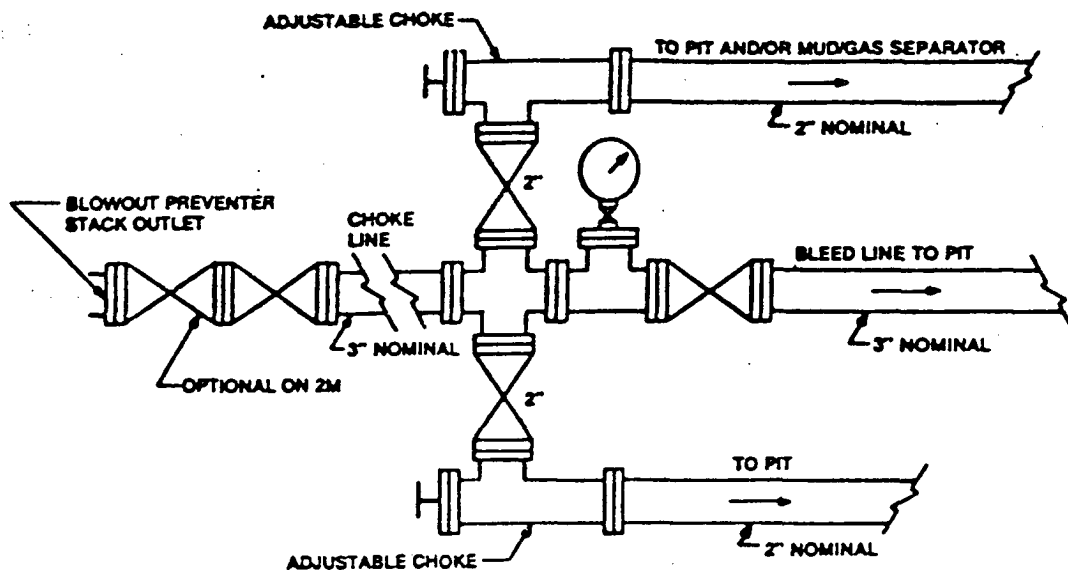 ADJUSTABLE CHOKE
TO PIT AND/OR MUD/GAS SEPARATOR
2" NOMINAL
2"
BLOWOUT PREVENTER
STACK OUTLET
CHOKE
LINE
BLEED LINE TO PIT
3" NOMINAL
3" NOMINAL
OPTIONAL ON 2M
2"
TO PIT
2" NOMINAL
ADJUSTABLE CHOKE